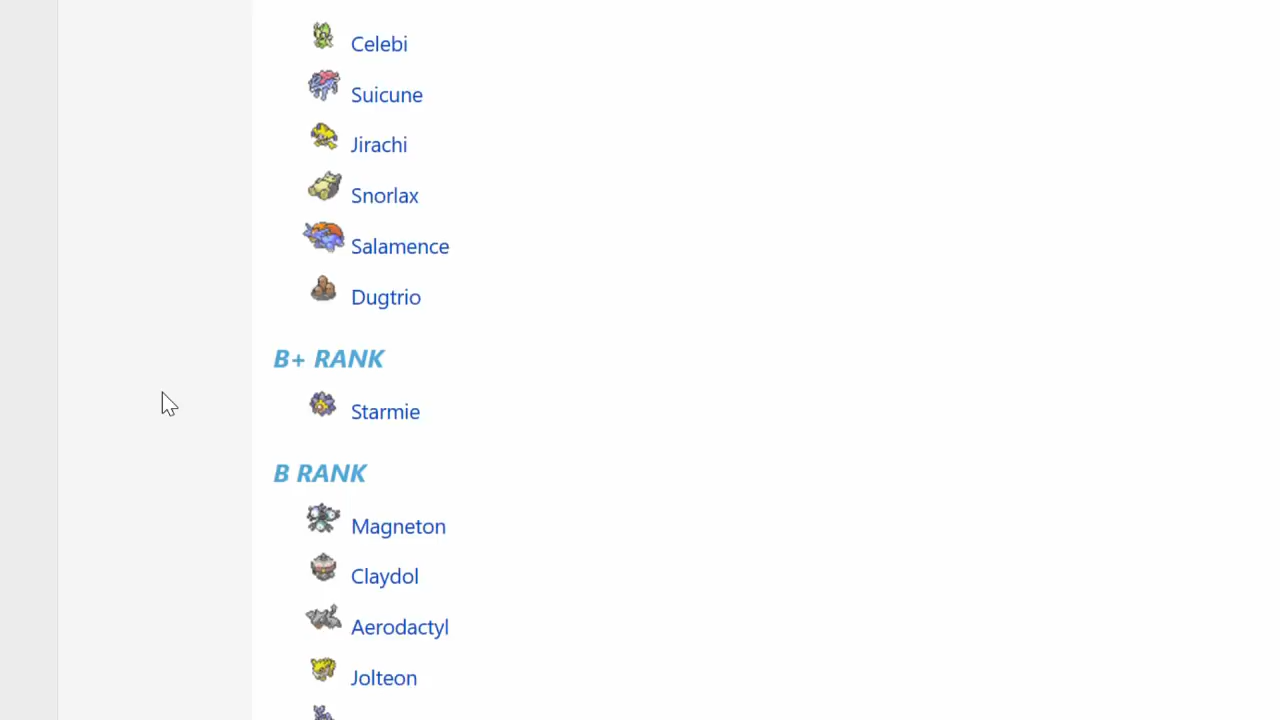 Celebi
Suicune
Jirachi
Snorlax
Salamence
Dugtrio
B+ RANK
Starmie
B RANK
Magneton
Claydol
Aerodactyl
Jolteon